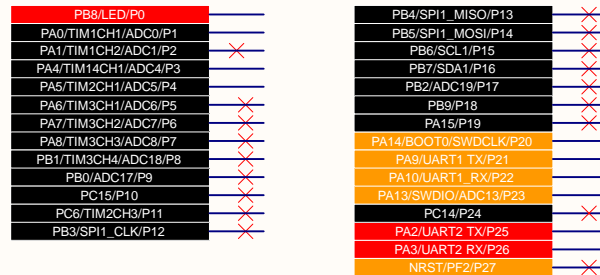 PB8/LED/P0
PA0/TIM1CH1/ADC0/P1
PA1/TIM1CH2/ADC1/P2
PA4/TIM14CH1/ADC4/P3
PA5/TIM2CH1/ADC5/P4
PA6/TIM3CH1/ADC6/P5
PA7/TIM3CH2/ADC7/P6
PA8/TIM3CH3/ADC8/P7
PB1/TIM3CH4/ADC18/P8
PB0/ADC17/P9
PC15/P10
PC6/TIM2CH3/P11
PB3/SPI1_CLK/P12
PB4/SPI1_MISO/P13
PB5/SPI1_MOSI/P14
PB6/SCL1/P15
PB7/SDA1/P16
PB2/ADC19/P17
PB9/P18
PA15/P19
PA14/BOOT0/SWDCLK/P20
PA9/UART1 TX/P21
PA10/UART1_RX/P22
PA13/SWDIO/ADC13/P23
PC14/P24
PA2/UART2 TX/P25
PA3/UART2 RX/P26
NRST/PF2/P27